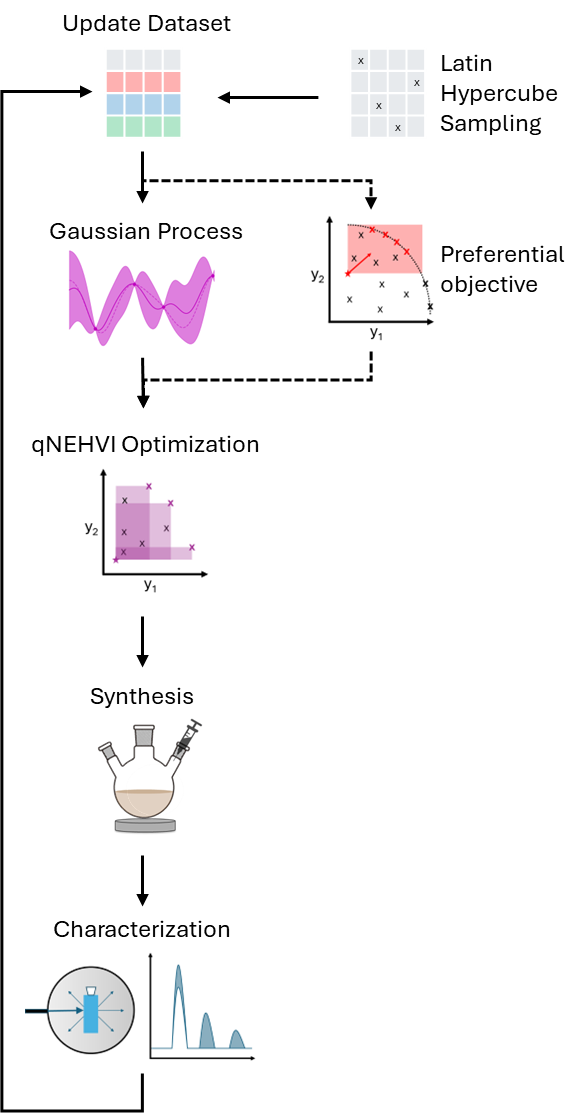 Update Dataset
x
x
x
x
Latin
Hypercube
Sampling
Gaussian Process
y2
y1
Preferential
objective
qNEHVI Optimization
y2
y1
Synthesis
Characterization